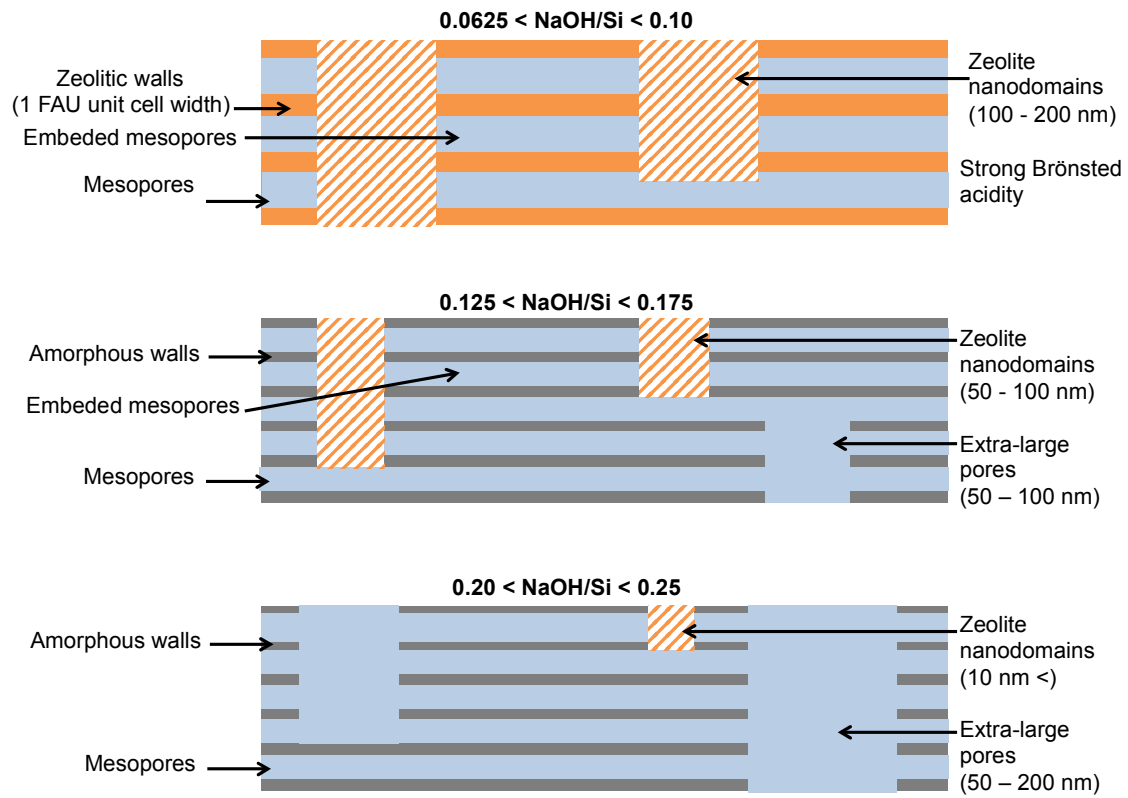 0.0625 < NaOH/Si < 0.10
Zeolitic walls
(1 FAU unit cell width)
Embeded mesopores
Mesopores
Zeolite
nanodomains
(100 - 200 nm)
Strong Brönsted
acidity
0.125 < NaOH/Si < 0.175
Amorphous walls
Embeded mesopores
Mesopores
Zeolite
nanodomains
(50 - 100 nm)
Extra-large
pores
(50 – 100 nm)
0.20 < NaOH/Si < 0.25
Amorphous walls
Mesopores
Zeolite
nanodomains
(10 nm <)
Extra-large
pores
(50 – 200 nm)